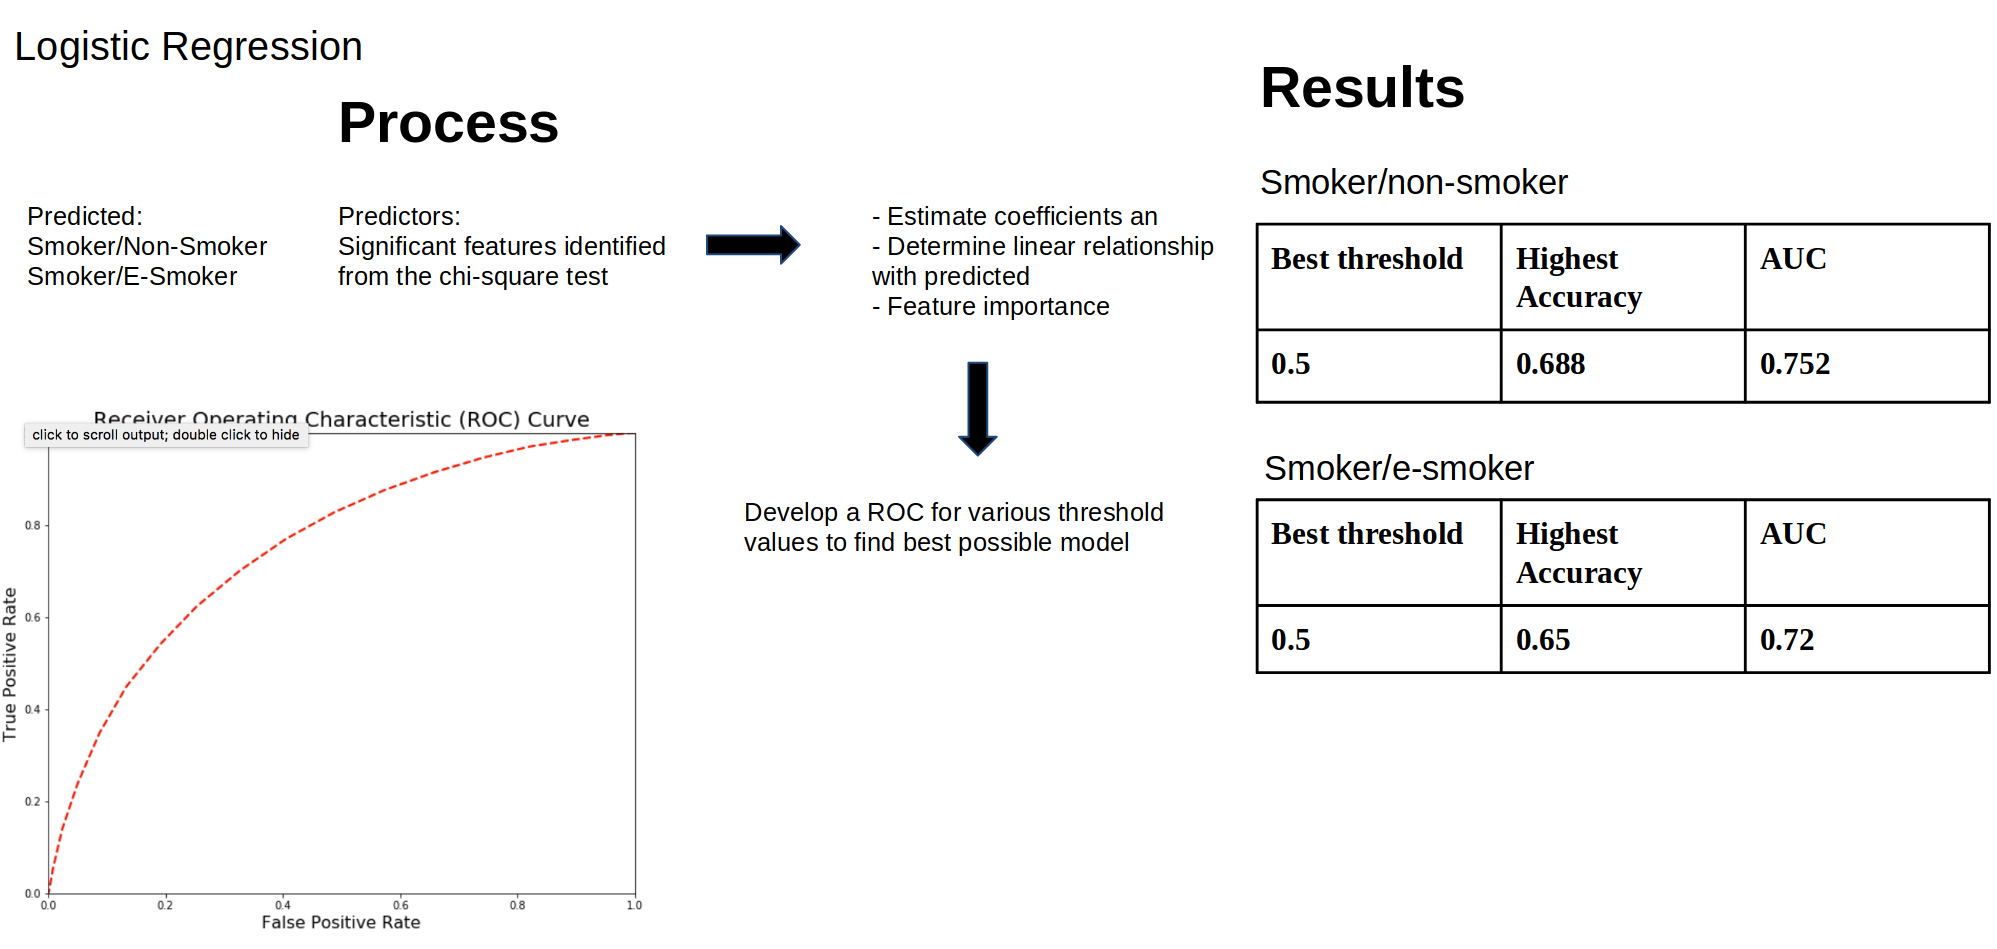 Logistic Regression
Process
Predicted:
Smoker/Non-Smoker
Smoker/E-Smoker
Predictors:
Significant features identified
from the chi-square test
- Estimate coefficients an
- Determine linear relationship
with predicted
- Feature importance
Develop a ROC for various threshold
values to find best possible model
Receiver Operating Characteristic (ROC) Curve
click to scroll output; double click to hide
True Positive Rate
0.8
0.6
0.4
0.2
0.0
0.0 0.2 0.4 0.6 0.8 1.0
False Positive Rate
Results
Smoker/non-smoker
Best threshold Highest Accuracy AUC
0.5 0.688 0.752
Smoker/e-smoker
Best threshold Highest Accuracy AUC
0.5 0.65 0.72